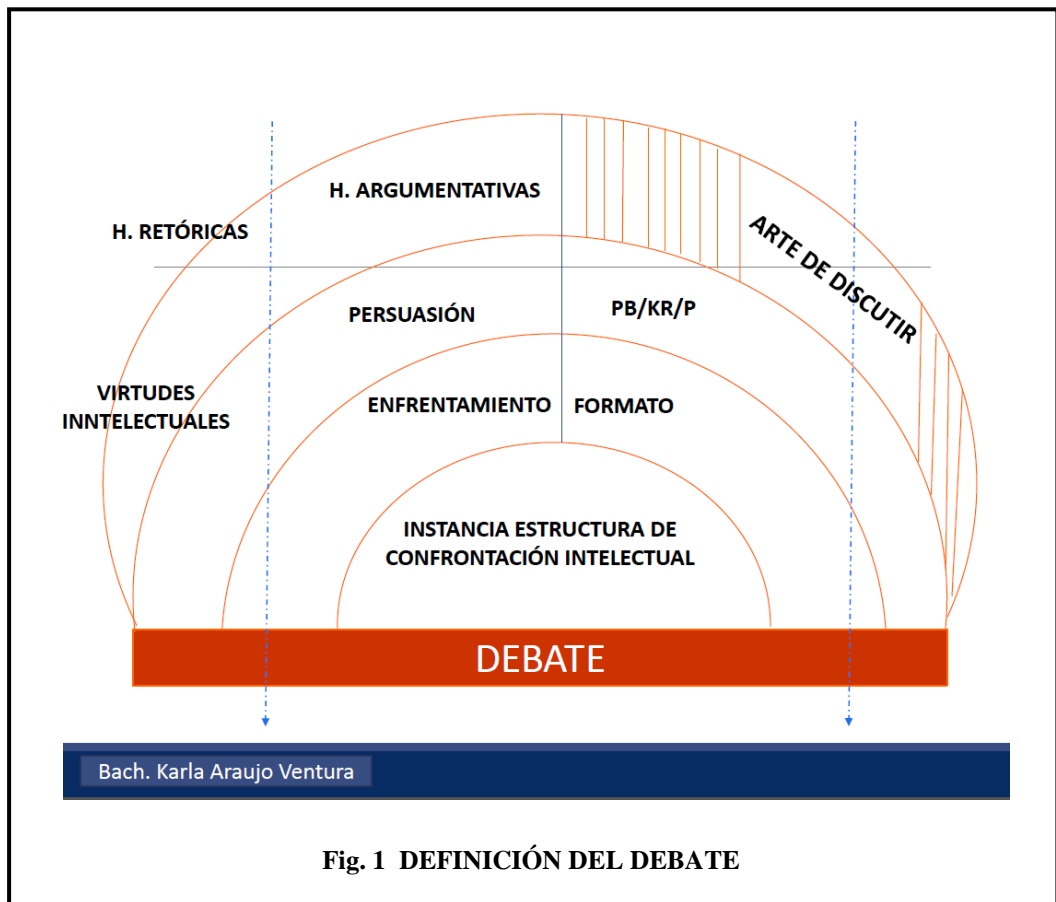 H. ARGUMENTATIVAS
H. RETÓRICAS
ARTE DE DISCUTIR
PERSUASIÓN
PB/KR/P
VIRTUDES
INNTELECTUALES
ENFRENTAMIENTO
FORMATO
INSTANCIA ESTRUCTURA DE
CONFRONTACIÓN INTELECTUAL
DEBATE
Bach. Karla Araujo Ventura
Fig. 1 DEFINICIÓN DEL DEBATE